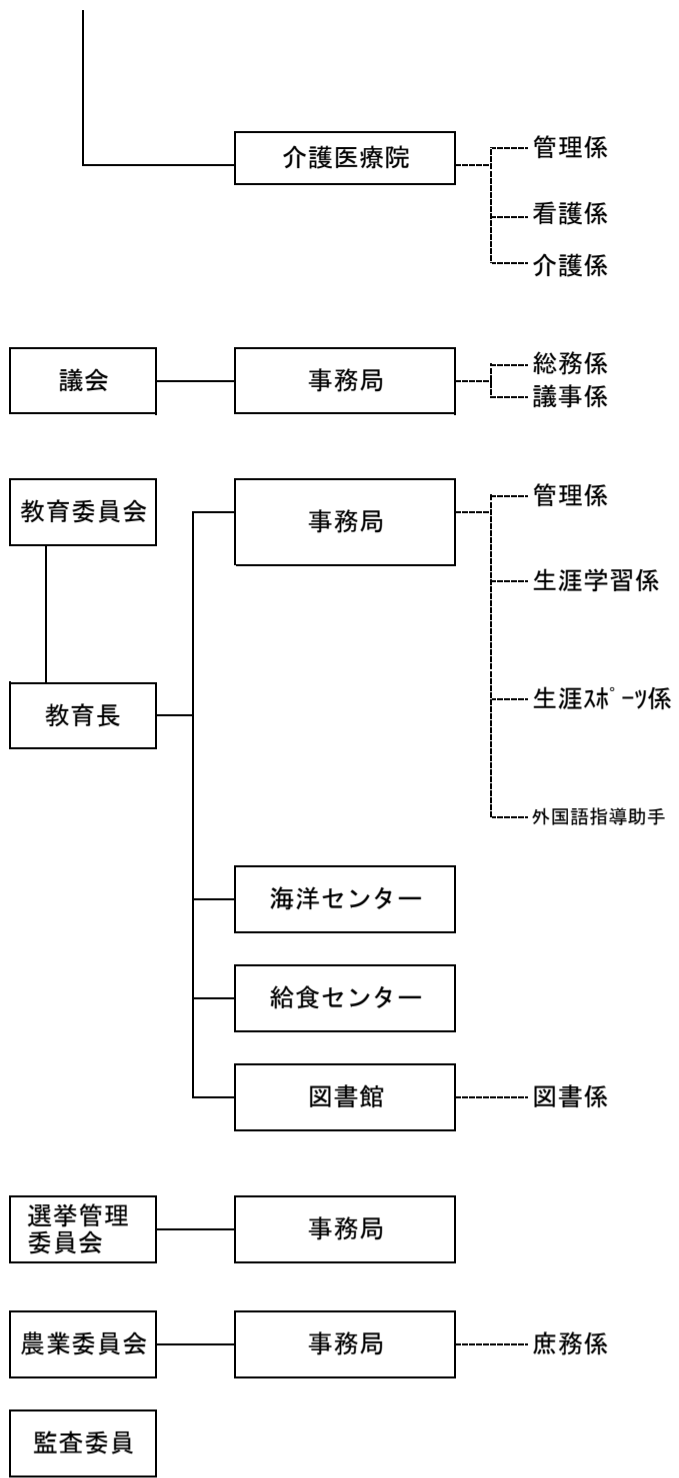 介護医療院
管理係
看護係
介護係
議会
事務局
総務係
議事係
教育委員会
事務局
管理係
生涯学習係
教育長
生涯ｽﾎﾟｰﾂ係
外国語指導助手
海洋センター
給食センター
図書館
図書係
選挙管理
委員会
事務局
農業委員会
事務局
庶務係
監査委員